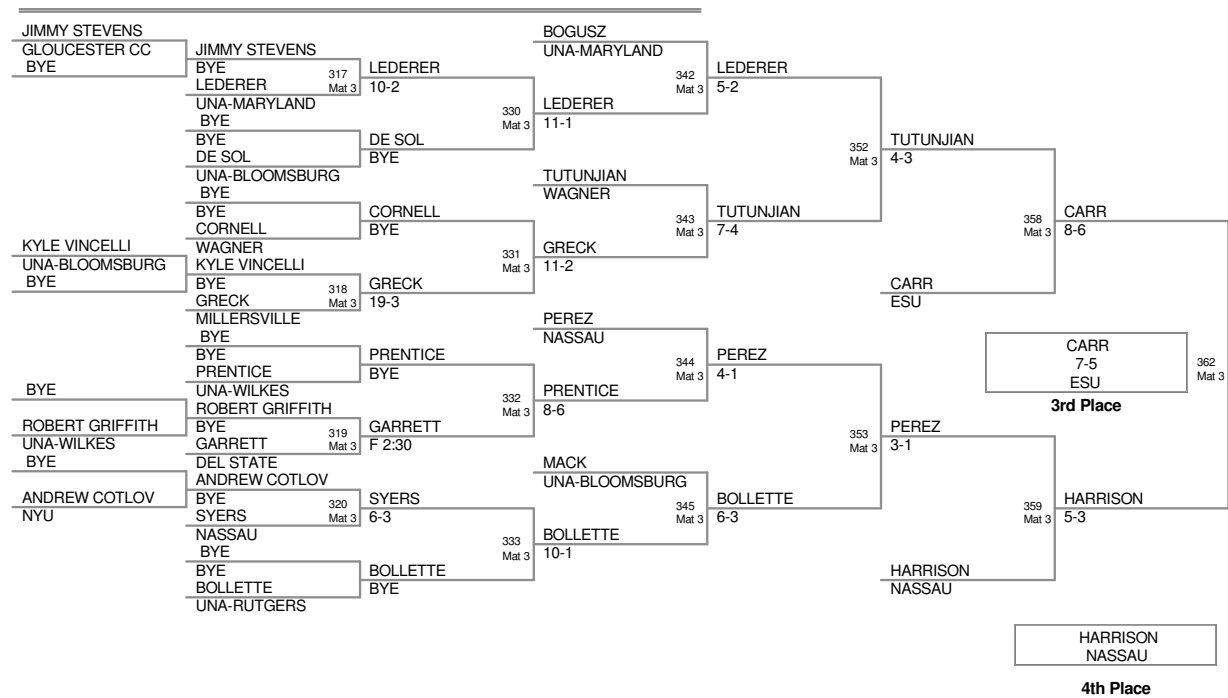 JIMMY STEVENS
GLOUCESTER CC
BYE
KYLE VINCELLI
UNA-BLOOMSBURG
BYE
BYE
ROBERT GRIFFITH
UNA-WILKES
BYE
ANDREW COTLOV
NYU
JIMMY STEVENS
BYE
317
LEDERER
Mat 3
UNA-MARYLAND
BYE
BYE
DE SOL
UNA-BLOOMSBURG
BYE
BYE
CORNELL
WAGNER
KYLE VINCELLI
BYE
318
GRECK
Mat 3
MILLERSVILLE
BYE
BYE
PRENTICE
UNA-WILKES
ROBERT GRIFFITH
BYE
319
GARRETT
Mat 3
DEL STATE
ANDREW COTLOV
BYE
320
SYERS
Mat 3
NASSAU
BYE
BYE
BOLLETTE
UNA-RUTGERS
LEDERER
10-2
330
Mat 3
DE SOL
BYE
CORNELL
BYE
331
Mat 3
GRECK
19-3
PRENTICE
BYE
332
Mat 3
GARRETT
F 2:30
SYERS
6-3
333
Mat 3
BOLLETTE
BYE
BOGUSZ
UNA-MARYLAND
342
Mat 3
LEDERER
11-1
TUTUNJIAN
WAGNER
343
Mat 3
GRECK
11-2
PEREZ
NASSAU
344
Mat 3
PRENTICE
8-6
MACK
UNA-BLOOMSBURG
345
Mat 3
BOLLETTE
10-1
LEDERER
5-2
352
Mat 3
TUTUNJIAN
7-4
PEREZ
4-1
353
Mat 3
BOLLETTE
6-3
TUTUNJIAN
4-3
358
Mat 3
CARR
ESU
PEREZ
3-1
359
Mat 3
HARRISON
NASSAU
CARR
8-6
CARR
7-5
ESU
3rd Place
362
Mat 3
HARRISON
5-3
HARRISON
NASSAU
4th Place